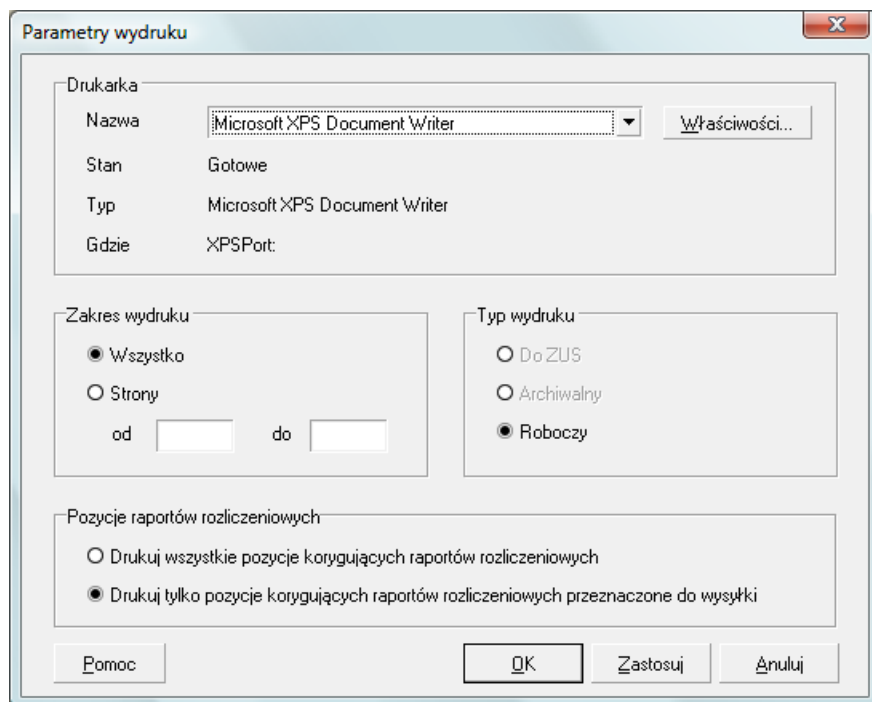 Parametry wydruku
Drukarka
Nazwa Microsoft XPS Document Writer Właściwości...
Stan Gotowe
Typ Microsoft XPS Document Writer
Gdzie XPSPort:
Zakres wydruku Typ wydruku
Wszystko Do ZUS
Strony Archiwalny
od do Roboczy
Pozycje raportów rozliczeniowych
Drukuj wszystkie pozycje korygujących raportów rozliczeniowych
Drukuj tylko pozycje korygujących raportów rozliczeniowych przeznaczone do wysyłki
Pomoc OK Zastosuj Anuluj